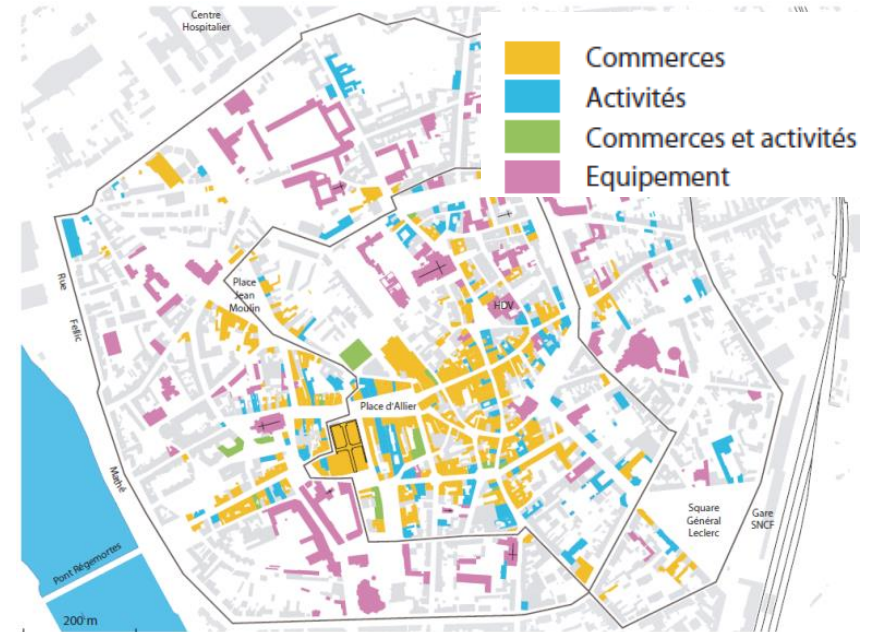 Centre
Hospitalier
Commerces
Activités
Commerces et activités
Equipement
Rue
Fellic
Mathé
Place
Jean
Moulin
HDV
Place d'Allier
Square
Général
Leclerc
Gare
SNCF
Pont Régemortes
200 m